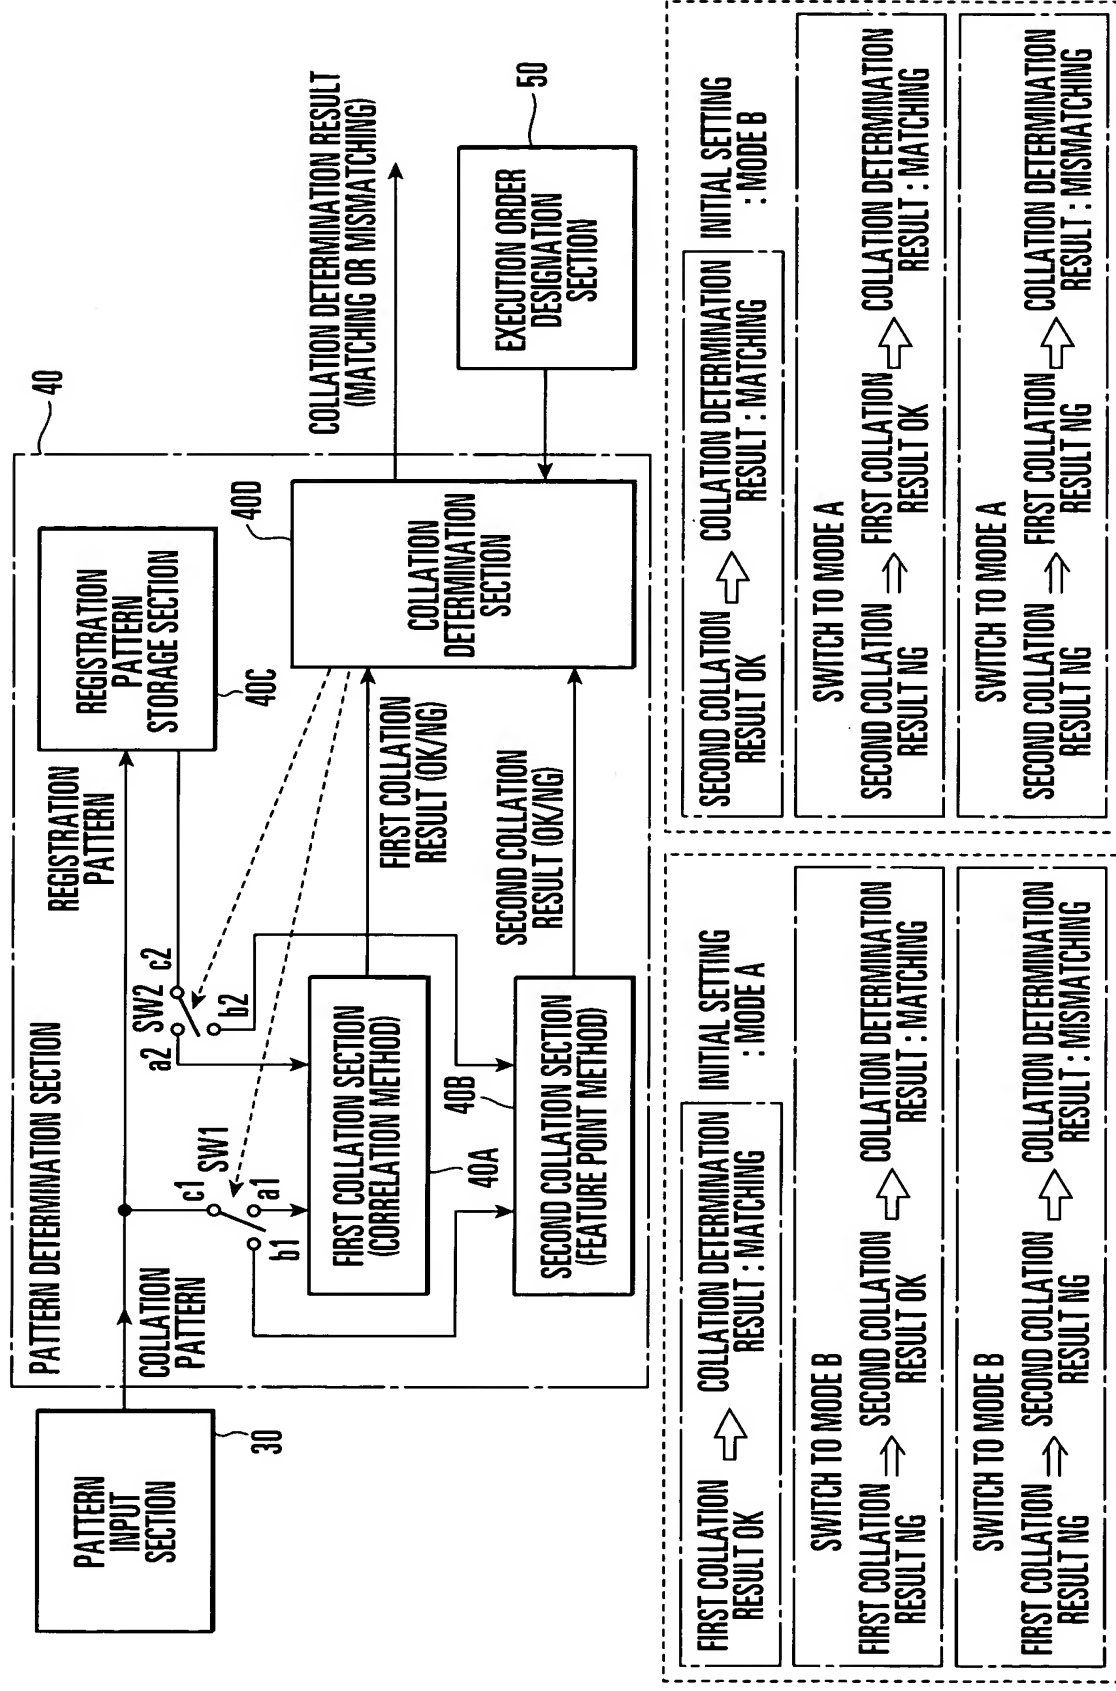 PATTERN
INPUT
SECTION
30
PATTERN DETERMINATION SECTION
40
COLLATION
PATTERN
REGISTRATION
PATTERN
REGISTRATION
PATTERN
STORAGE SECTION
40C
c1
SW1
a1
b1
a2
SW2
c2
b2
FIRST COLLATION SECTION
(CORRELATION METHOD)
40A
40B
SECOND COLLATION SECTION
(FEATURE POINT METHOD)
FIRST COLLATION
RESULT (OK/NG)
SECOND COLLATION
RESULT (OK/NG)
40D
COLLATION
DETERMINATION
SECTION
COLLATION DETERMINATION RESULT
(MATCHING OR MISMATCHING)
50
EXECUTION ORDER
DESIGNATION
SECTION
INITIAL SETTING
: MODE A
FIRST COLLATION
RESULT OK
COLLATION DETERMINATION
RESULT : MATCHING
SWITCH TO MODE B
FIRST COLLATION
RESULT NG
SECOND COLLATION
RESULT OK
COLLATION DETERMINATION
RESULT : MATCHING
SWITCH TO MODE B
FIRST COLLATION
RESULT NG
SECOND COLLATION
RESULT NG
COLLATION DETERMINATION
RESULT : MISMATCHING
INITIAL SETTING
: MODE B
SECOND COLLATION
RESULT OK
COLLATION DETERMINATION
RESULT : MATCHING
SWITCH TO MODE A
SECOND COLLATION
RESULT NG
FIRST COLLATION
RESULT OK
COLLATION DETERMINATION
RESULT : MATCHING
SWITCH TO MODE A
SECOND COLLATION
RESULT NG
FIRST COLLATION
RESULT NG
COLLATION DETERMINATION
RESULT : MISMATCHING